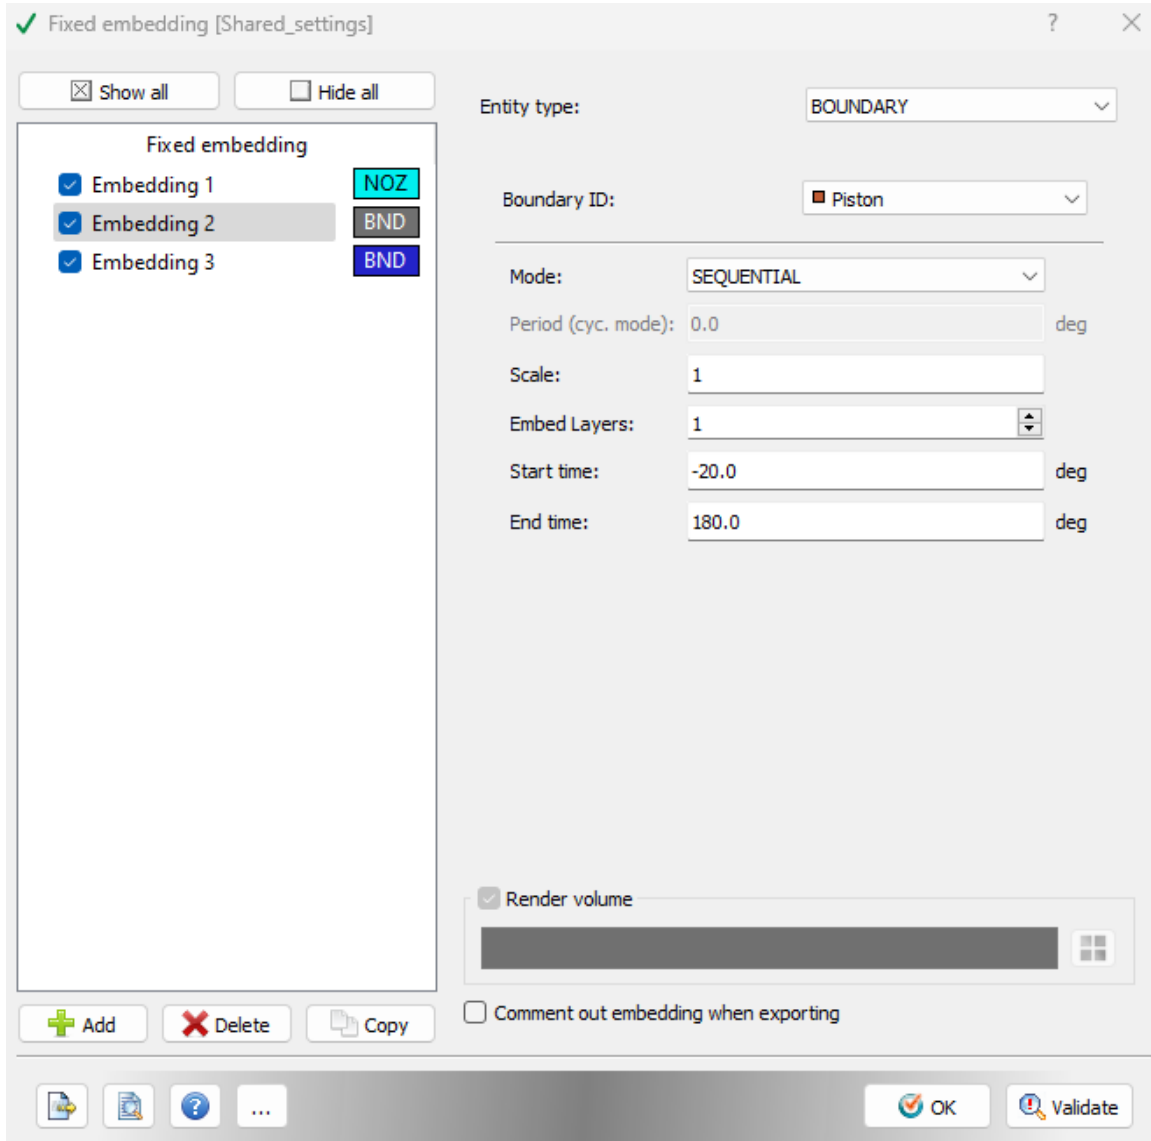 Fixed embedding [Shared_settings]
?
Show all
Hide all
Fixed embedding
Embedding 1 NOZ
Embedding 2 BND
Embedding 3 BND
Add
Delete
Copy
Entity type: BOUNDARY
Boundary ID: Piston
Mode: SEQUENTIAL
Period (cyc. mode): 0.0 deg
Scale: 1
Embed Layers: 1
Start time: -20.0 deg
End time: 180.0 deg
Render volume
Comment out embedding when exporting
?
...
OK
Validate